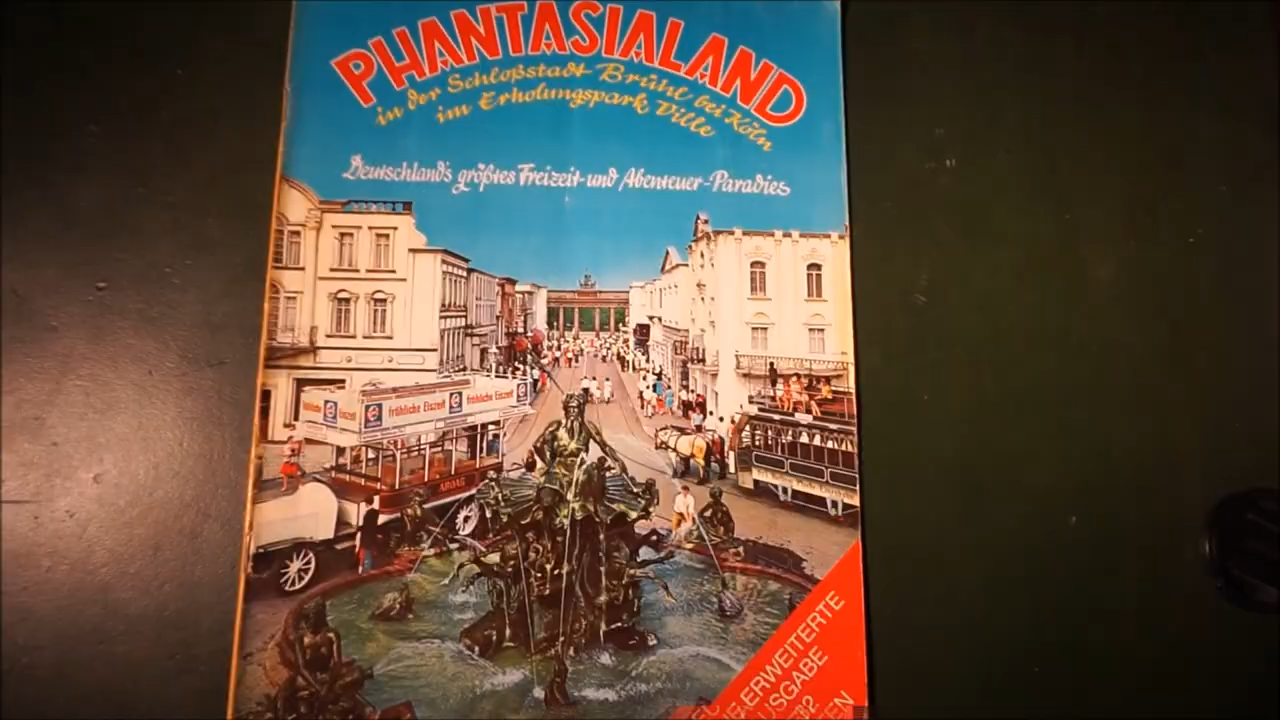 PHANTASIALAND
in der Schloßstadt Brühl bei Köln
im Erholungspark Ville
Deutschland's größtes Freizeit- und Abenteuer-Paradies
fröhliche Eiszeit
fröhliche Eiszeit
ABOAG
ERWEITERTE